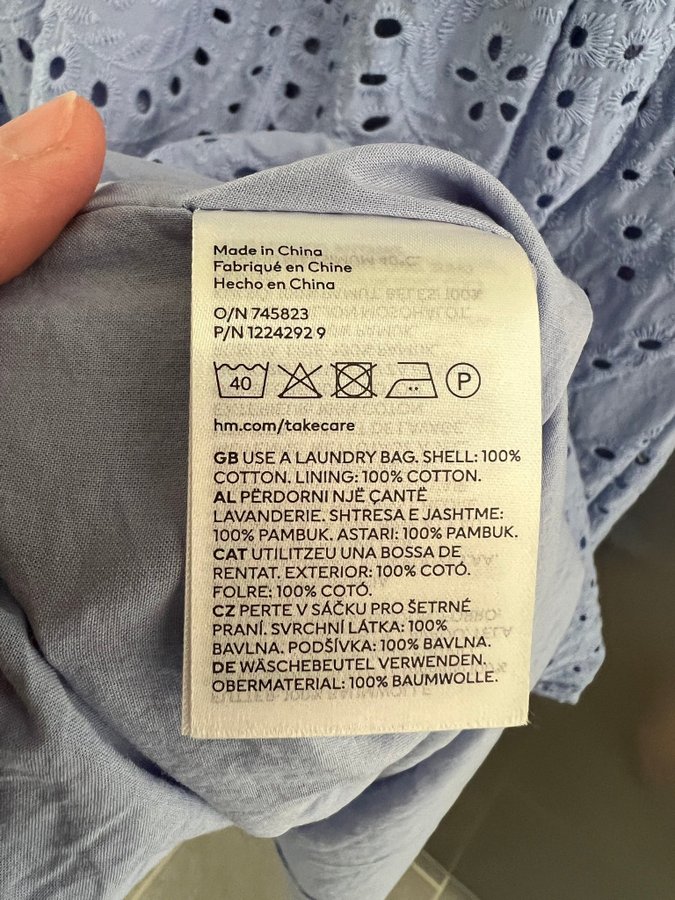 Made in China
Fabriqué en Chine
Hecho en China
O/N 745823
P/N 1224292 9
40 P
hm.com/takecare
GB USE A LAUNDRY BAG. SHELL: 100%
COTTON. LINING: 100% COTTON.
AL PËRDORNI NJË ÇANTË
LAVANDERIE. SHTRESA E JASHTME:
100% PAMBUK. ASTARI: 100% PAMBUK.
CAT UTILITZEU UNA BOSSA DE
RENTAT. EXTERIOR: 100% COTÓ.
FOLRE: 100% COTÓ.
CZ PERTE V SÁČKU PRO ŠETRNÉ
PRANÍ. SVRCHNÍ LÁTKA: 100%
BAVLNA. PODŠÍVKA: 100% BAVLNA.
DE WÄSCHEBEUTEL VERWENDEN.
OBERMATERIAL: 100% BAUMWOLLE.